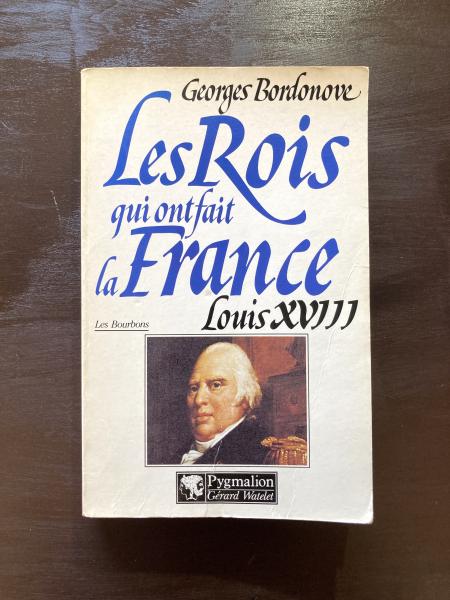 Georges Bordonove
Les Rois
qui ont fait
la France
Louis XVIII
Les Bourbons
Pygmalion
Gérard Watelet